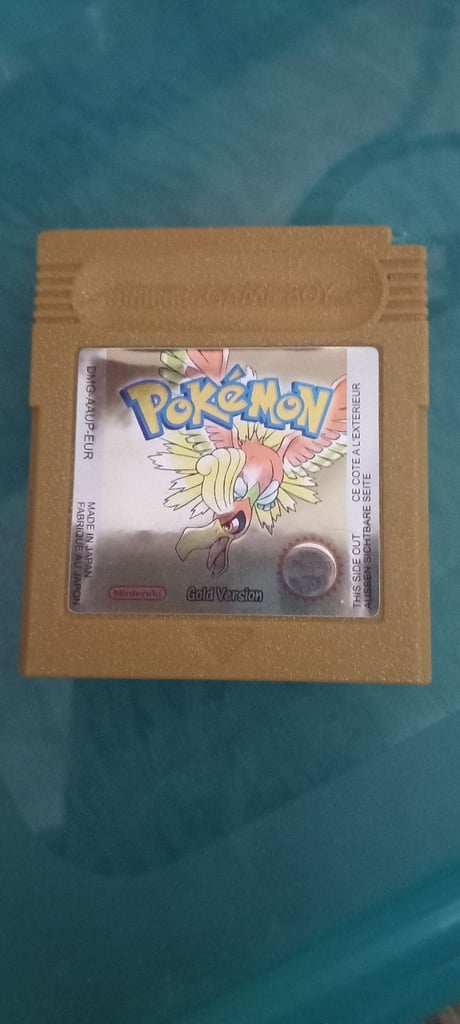 GAME BOY
POKéMON
DMG-AAUP-EUR
MADE IN JAPAN
FABRIQUÉ AU JAPON
THIS SIDE OUT CE COTE A L'EXTERIEUR
AUSSEN SICHTBARE SEITE
Nintendo
Gold Version